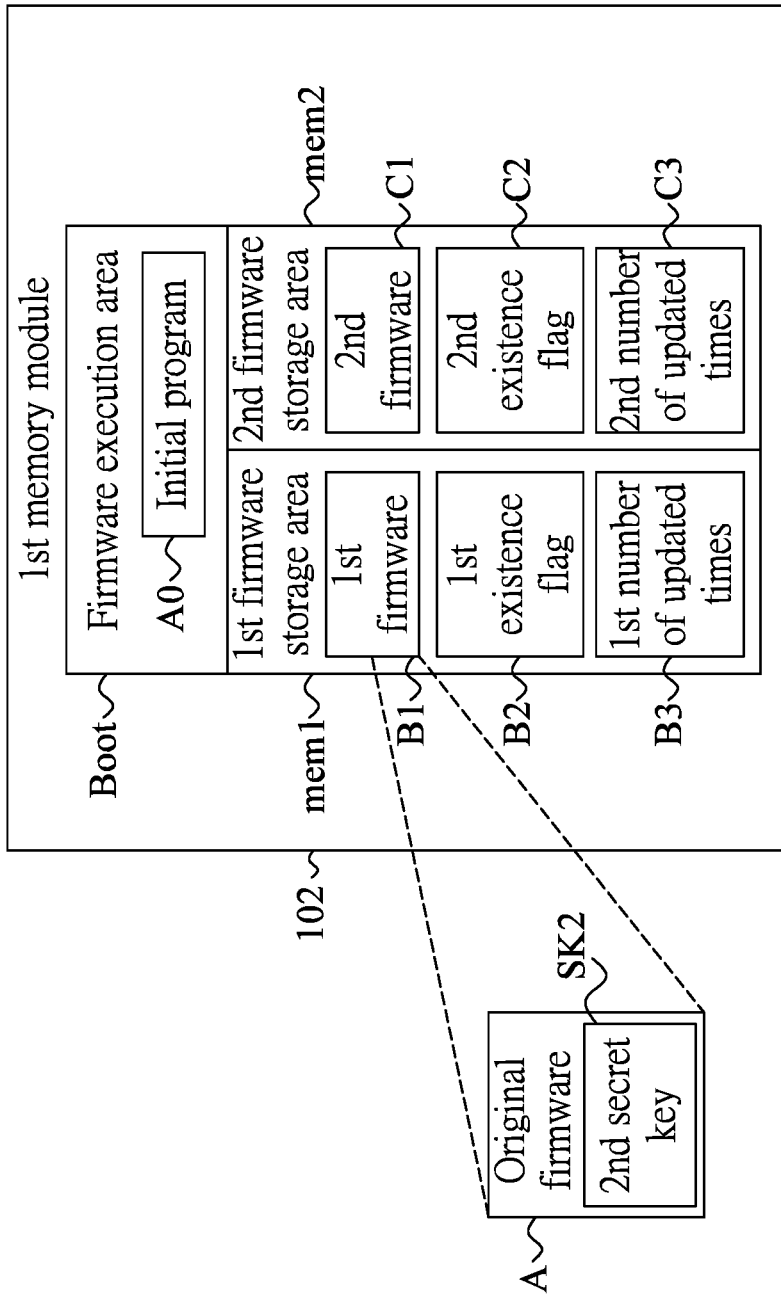 1st memory module
Boot
Firmware execution area
A0
Initial program
mem1
1st firmware
storage area
2nd firmware
storage area
mem2
B1
1st
firmware
2nd
firmware
C1
B2
1st
existence
flag
2nd
existence
flag
C2
B3
1st number
of updated
times
2nd number
of updated
times
C3
102
A
Original
firmware
2nd secret
key
SK2